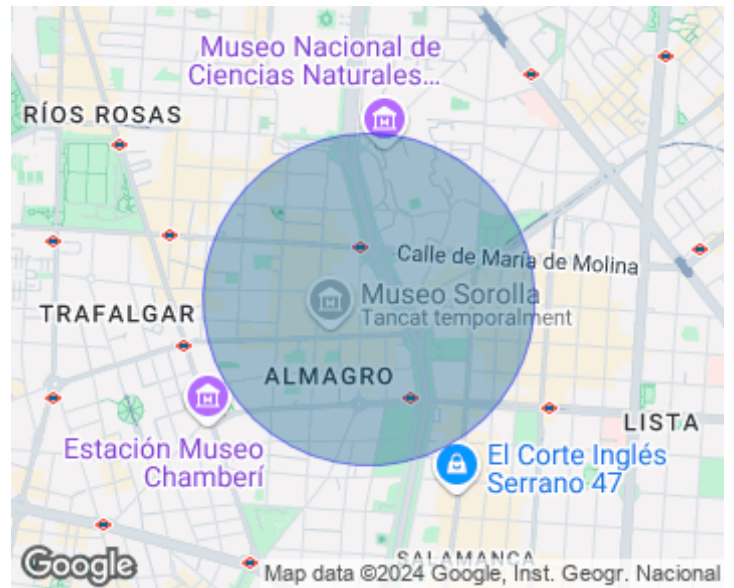 Museo Nacional de
Ciencias Naturales...
RÍOS ROSAS
Calle de María de Molina
Museo Sorolla
Tancat temporalment
TRAFALGAR
ALMAGRO
LISTA
Estación Museo
Chamberí
El Corte Inglés
Serrano 47
SALAMANCA
Google
Map data ©2024 Google, Inst. Geogr. Nacional